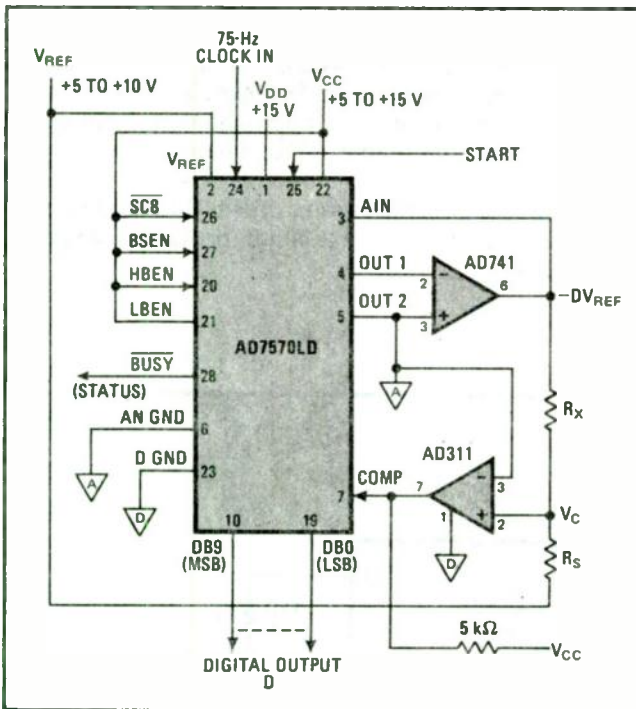 75-Hz
CLOCK IN
VREF
+5 TO +10 V
VDD
+15 V
VCC
+5 TO +15 V
START
VREF
2 24 1 25 22
SC8
26
3
AIN
BSEN
27
HBEN
20
LBEN
21
4
OUT 1
2
−
AD741
6
5
OUT 2
3
+
-DVREF
AD7570LD
BUSY
(STATUS)
28
A
RX
AN GND
6
A
D GND
23
D
AD311
COMP
7
7
−
3
1
+
2
VC
D
10
19
DB9
(MSB)
DB0
(LSB)
RS
5 kΩ
VCC
DIGITAL OUTPUT
D